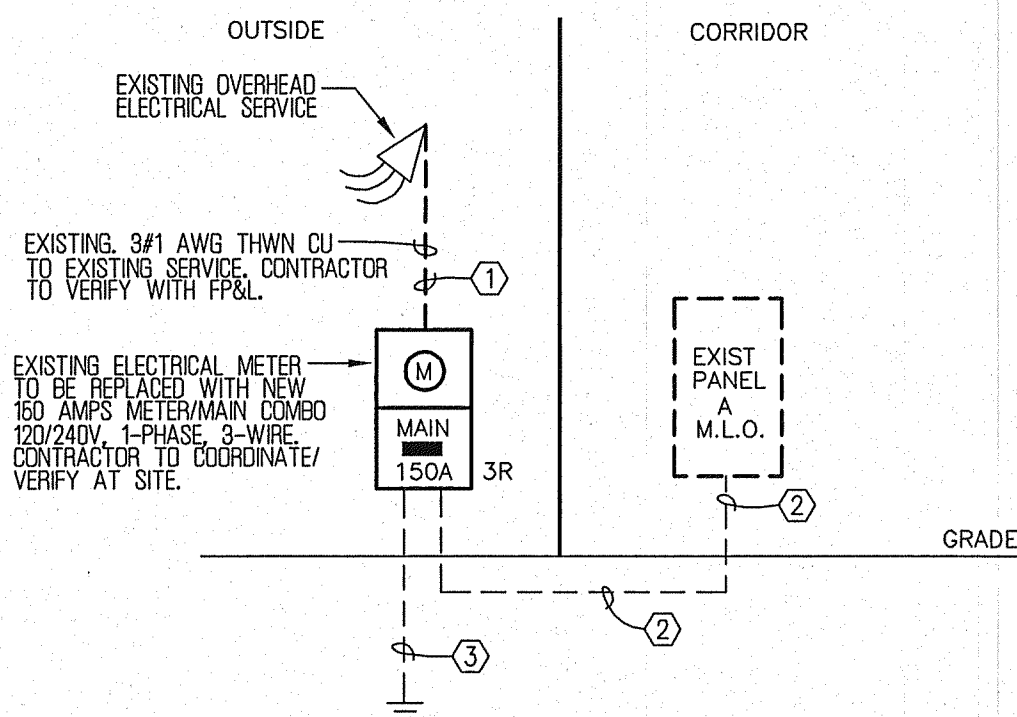 OUTSIDE
CORRIDOR
EXISTING OVERHEAD
ELECTRICAL SERVICE
EXISTING. 3#1 AWG THWN CU
TO EXISTING SERVICE. CONTRACTOR
TO VERIFY WITH FP&L.
1
EXISTING ELECTRICAL METER
TO BE REPLACED WITH NEW
150 AMPS METER/MAIN COMBO
120/240V, 1-PHASE, 3-WIRE.
CONTRACTOR TO COORDINATE/
VERIFY AT SITE.
M
MAIN
150A
3R
EXIST
PANEL
A
M.L.O.
2
GRADE
2
3